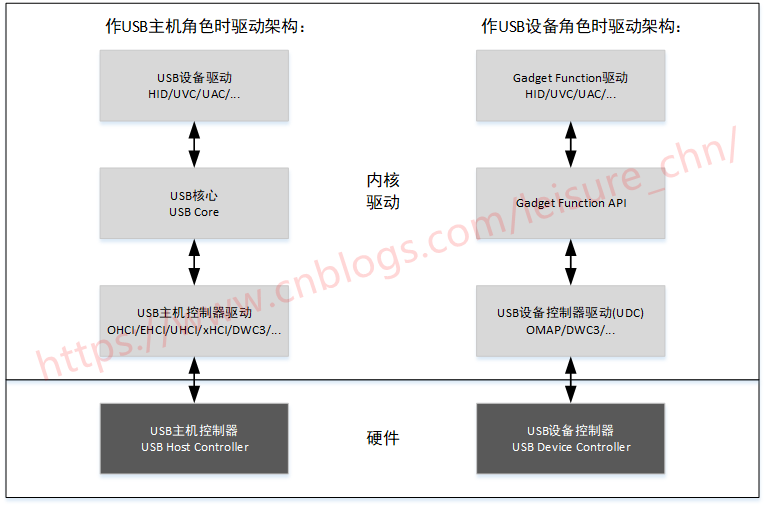 作USB主机角色时驱动架构：
作USB设备角色时驱动架构：
USB设备驱动
HID/UVC/UAC/...
Gadget Function驱动
HID/UVC/UAC/...
USB核心
USB Core
内核
驱动
Gadget Function API
USB主机控制器驱动
OHCI/EHCI/UHCI/xHCI/DWC3/...
USB设备控制器驱动(UDC)
OMAP/DWC3/...
USB主机控制器
USB Host Controller
硬件
USB设备控制器
USB Device Controller
https://www.cnblogs.com/leisure_chn/